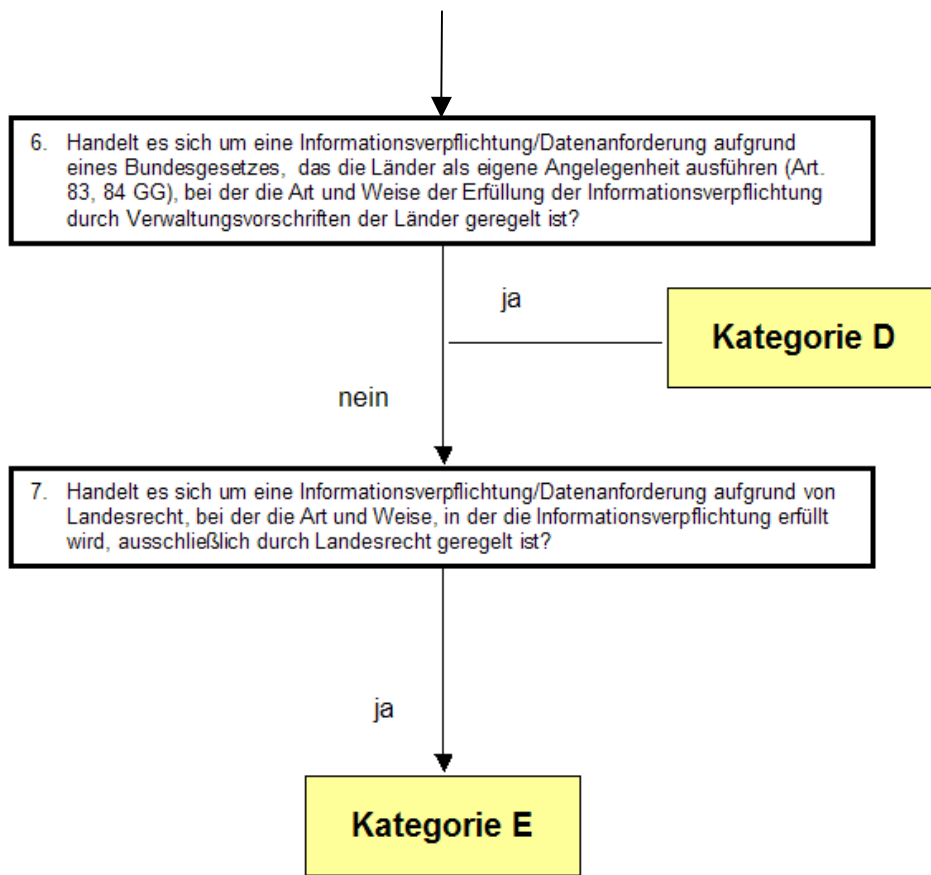 6. Handelt es sich um eine Informationsverpflichtung/Datenanforderung aufgrund
eines Bundesgesetzes, das die Länder als eigene Angelegenheit ausführen (Art.
83, 84 GG), bei der die Art und Weise der Erfüllung der Informationsverpflichtung
durch Verwaltungsvorschriften der Länder geregelt ist?
ja
Kategorie D
nein
7. Handelt es sich um eine Informationsverpflichtung/Datenanforderung aufgrund von
Landesrecht, bei der die Art und Weise, in der die Informationsverpflichtung erfüllt
wird, ausschließlich durch Landesrecht geregelt ist?
ja
Kategorie E